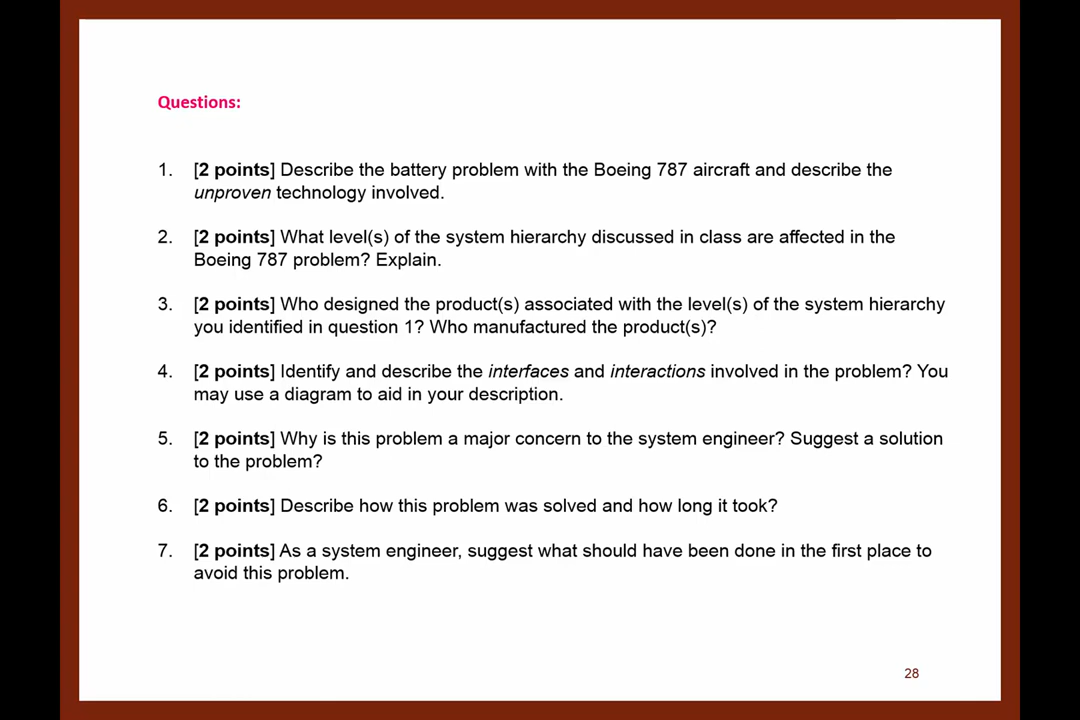 Questions:
1. [2 points] Describe the battery problem with the Boeing 787 aircraft and describe the
unproven technology involved.
2. [2 points] What level(s) of the system hierarchy discussed in class are affected in the
Boeing 787 problem? Explain.
3. [2 points] Who designed the product(s) associated with the level(s) of the system hierarchy
you identified in question 1? Who manufactured the product(s)?
4. [2 points] Identify and describe the interfaces and interactions involved in the problem? You
may use a diagram to aid in your description.
5. [2 points] Why is this problem a major concern to the system engineer? Suggest a solution
to the problem?
6. [2 points] Describe how this problem was solved and how long it took?
7. [2 points] As a system engineer, suggest what should have been done in the first place to
avoid this problem.
28